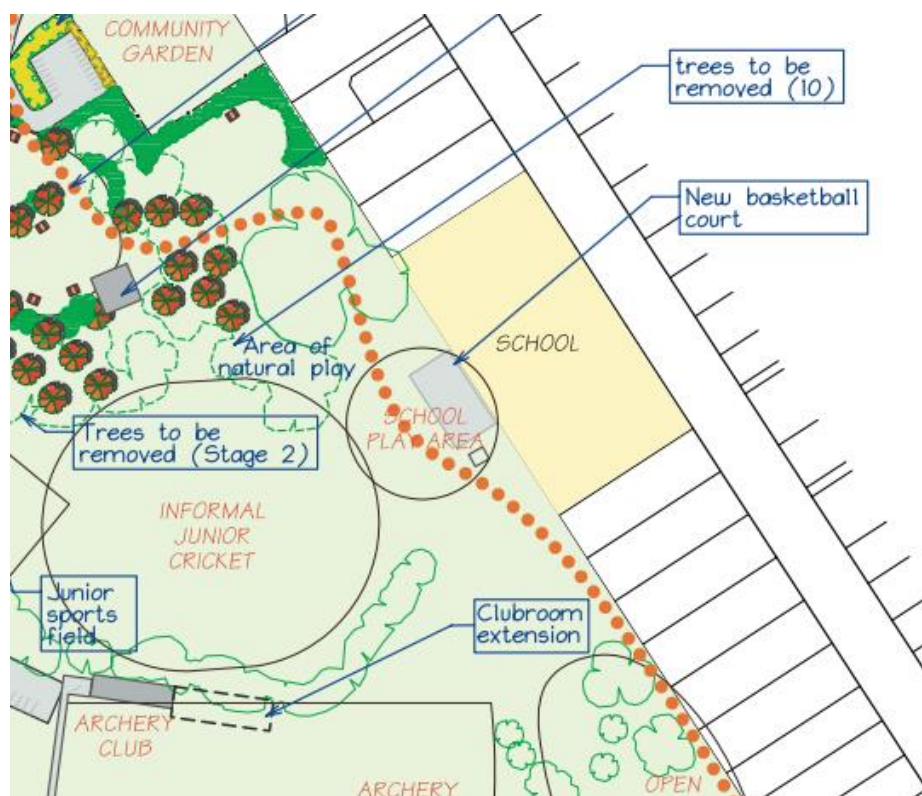 COMMUNITY
GARDEN
trees to be
removed (10)
New basketball
court
SCHOOL
Area of
natural play
SCHOOL
PLAY AREA
Trees to be
removed (Stage 2)
INFORMAL
JUNIOR
CRICKET
Junior
sports
field
Clubroom
extension
ARCHERY
CLUB
ARCHERY
OPEN